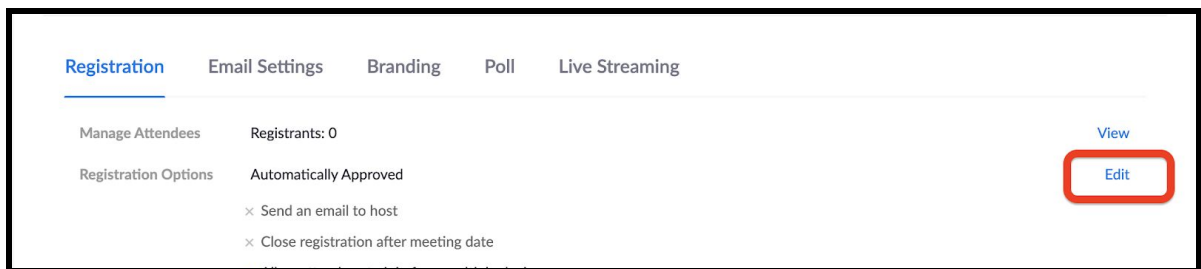 Registration Email Settings Branding Poll Live Streaming
Manage Attendees Registrants: 0 View
Registration Options Automatically Approved Edit
× Send an email to host
× Close registration after meeting date